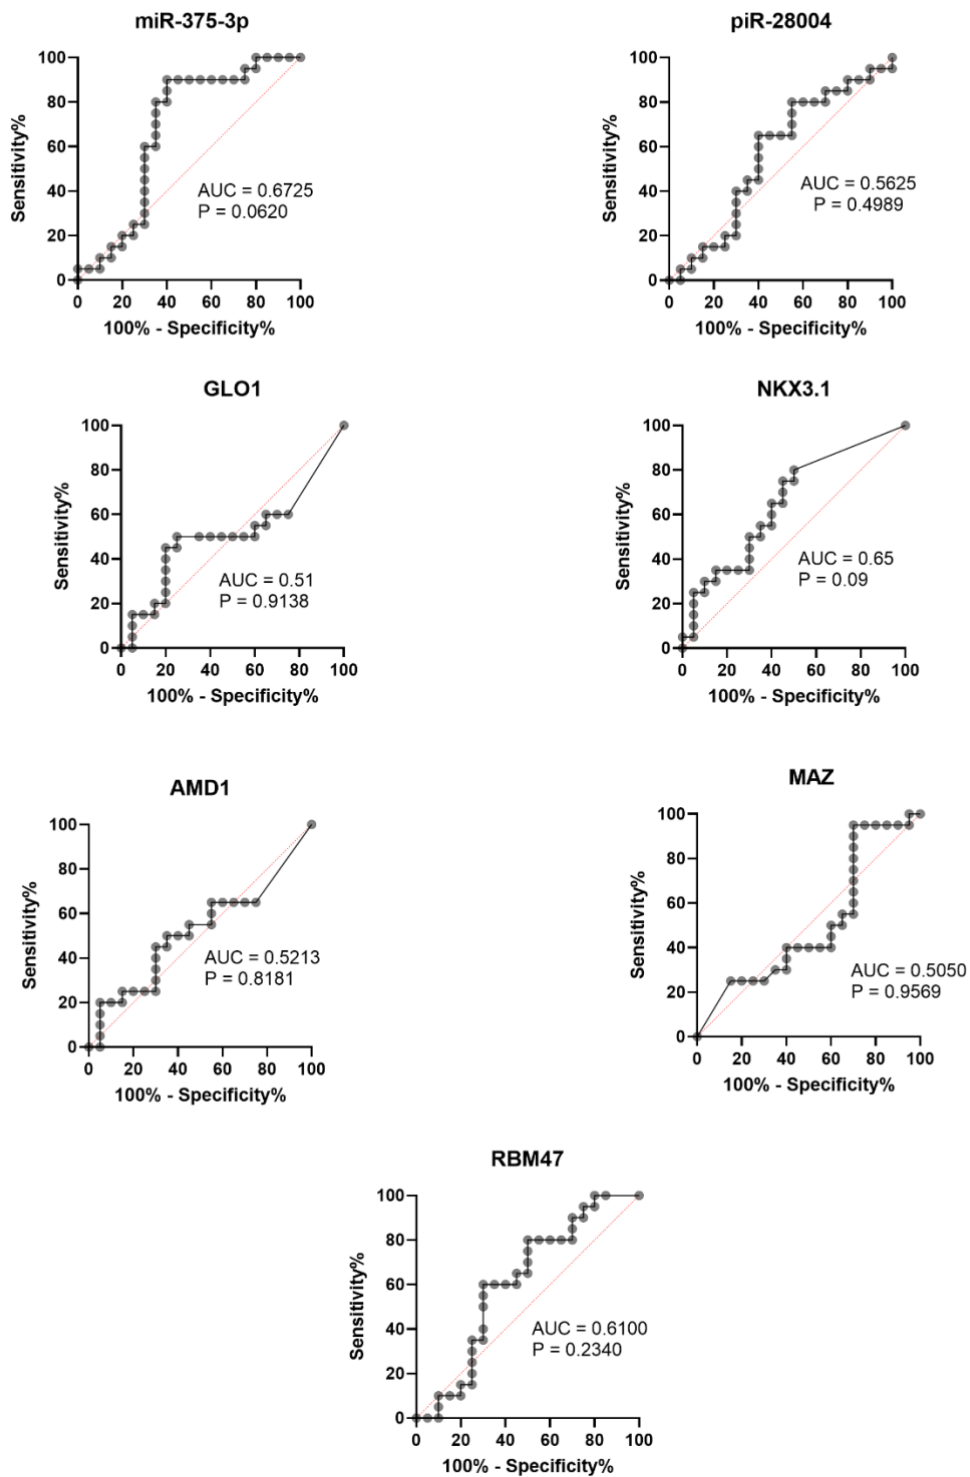 miR-375-3p
100
80
60
40
20
0
Sensitivity%
AUC = 0.6725
P = 0.0620
0 20 40 60 80 100
100% - Specificity%
piR-28004
100
80
60
40
20
0
Sensitivity%
AUC = 0.5625
P = 0.4989
0 20 40 60 80 100
100% - Specificity%
GLO1
100
80
60
40
20
0
Sensitivity%
AUC = 0.51
P = 0.9138
0 20 40 60 80 100
100% - Specificity%
NKX3.1
100
80
60
40
20
0
Sensitivity%
AUC = 0.65
P = 0.09
0 20 40 60 80 100
100% - Specificity%
AMD1
100
80
60
40
20
0
Sensitivity%
AUC = 0.5213
P = 0.8181
0 20 40 60 80 100
100% - Specificity%
MAZ
100
80
60
40
20
0
Sensitivity%
AUC = 0.5050
P = 0.9569
0 20 40 60 80 100
100% - Specificity%
RBM47
100
80
60
40
20
0
Sensitivity%
AUC = 0.6100
P = 0.2340
0 20 40 60 80 100
100% - Specificity%